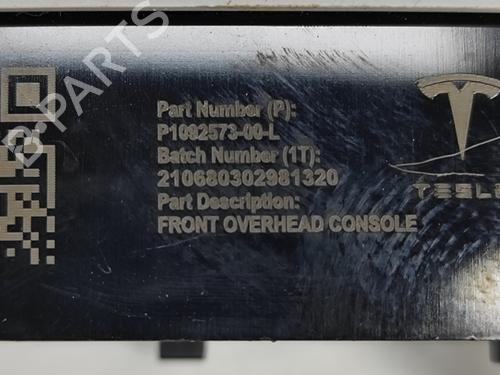 Part Number (P):
P1092573-00-L
Batch Number (1T):
210680302981320
Part Description:
FRONT OVERHEAD CONSOLE
TESLA
B-PARTS